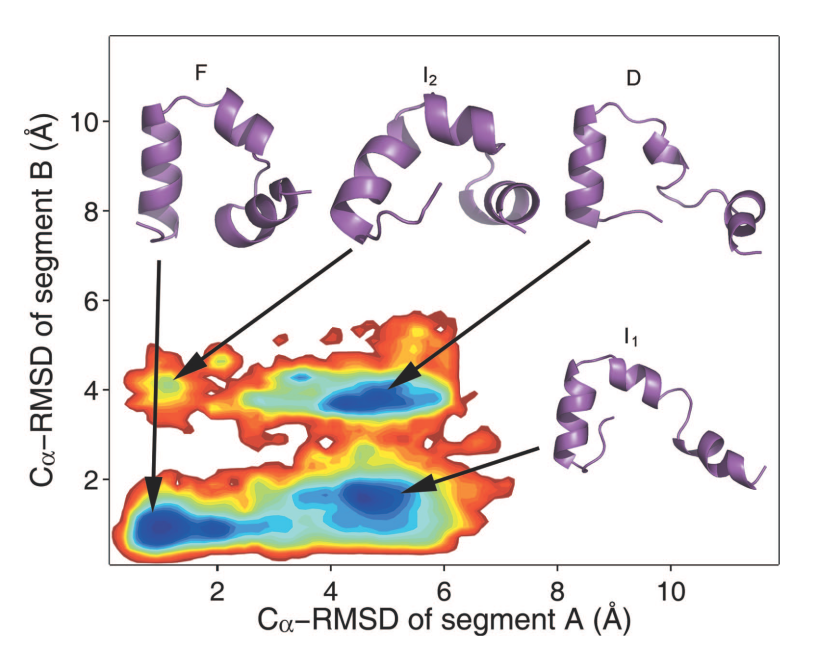 F
I₂
D
10
8
6
4
2
I₁
2
4
6
8
10
Cα−RMSD of segment B (Å)
Cα−RMSD of segment A (Å)